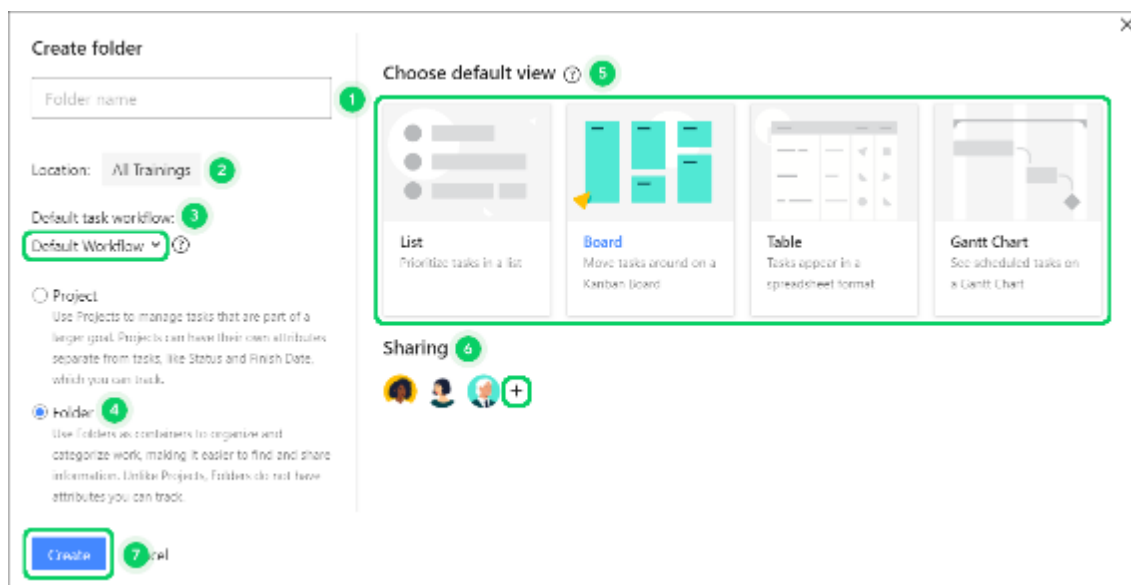 Create folder
Folder name
1
Location: All Trainings 2
Default task workflow: 3
Default Workflow
?
Project
Use Projects to manage tasks that are part of a
larger goal. Projects can have their own attributes
separate from tasks, like Status and Finish Date,
which you can track.
Folder 4
Use Folders as containers to organize and
categorize work, making it easier to find and share
information. Unlike Projects, Folders do not have
attributes you can track.
Create 7 cel
Choose default view ? 5
List
Prioritize tasks in a list
Board
Move tasks around on a
Kanban Board
Table
Tasks appear in a
spreadsheet format
Gantt Chart
See scheduled tasks on
a Gantt Chart
Sharing 6
+